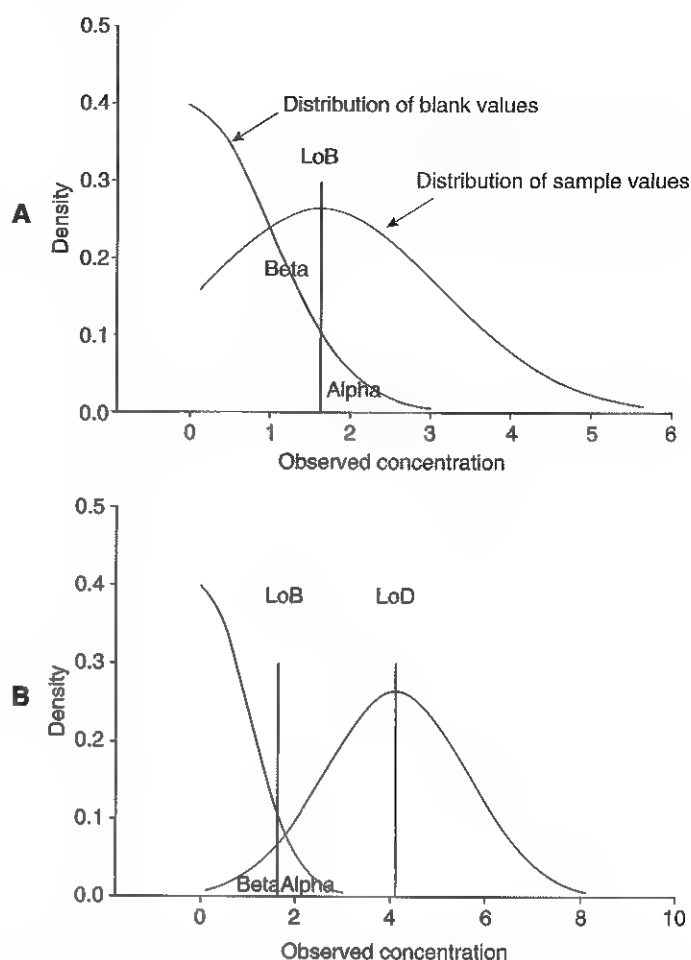 0.5
0.4
Distribution of blank values
LoB
0.3
Distribution of sample values
A
Density
0.2
Beta
0.1
Alpha
0.0
0 1 2 3 4 5 6
Observed concentration
0.5
0.4
LoB LoD
0.3
B
Density
0.2
0.1
BetaAlpha
0.0
0 2 4 6 8 10
Observed concentration